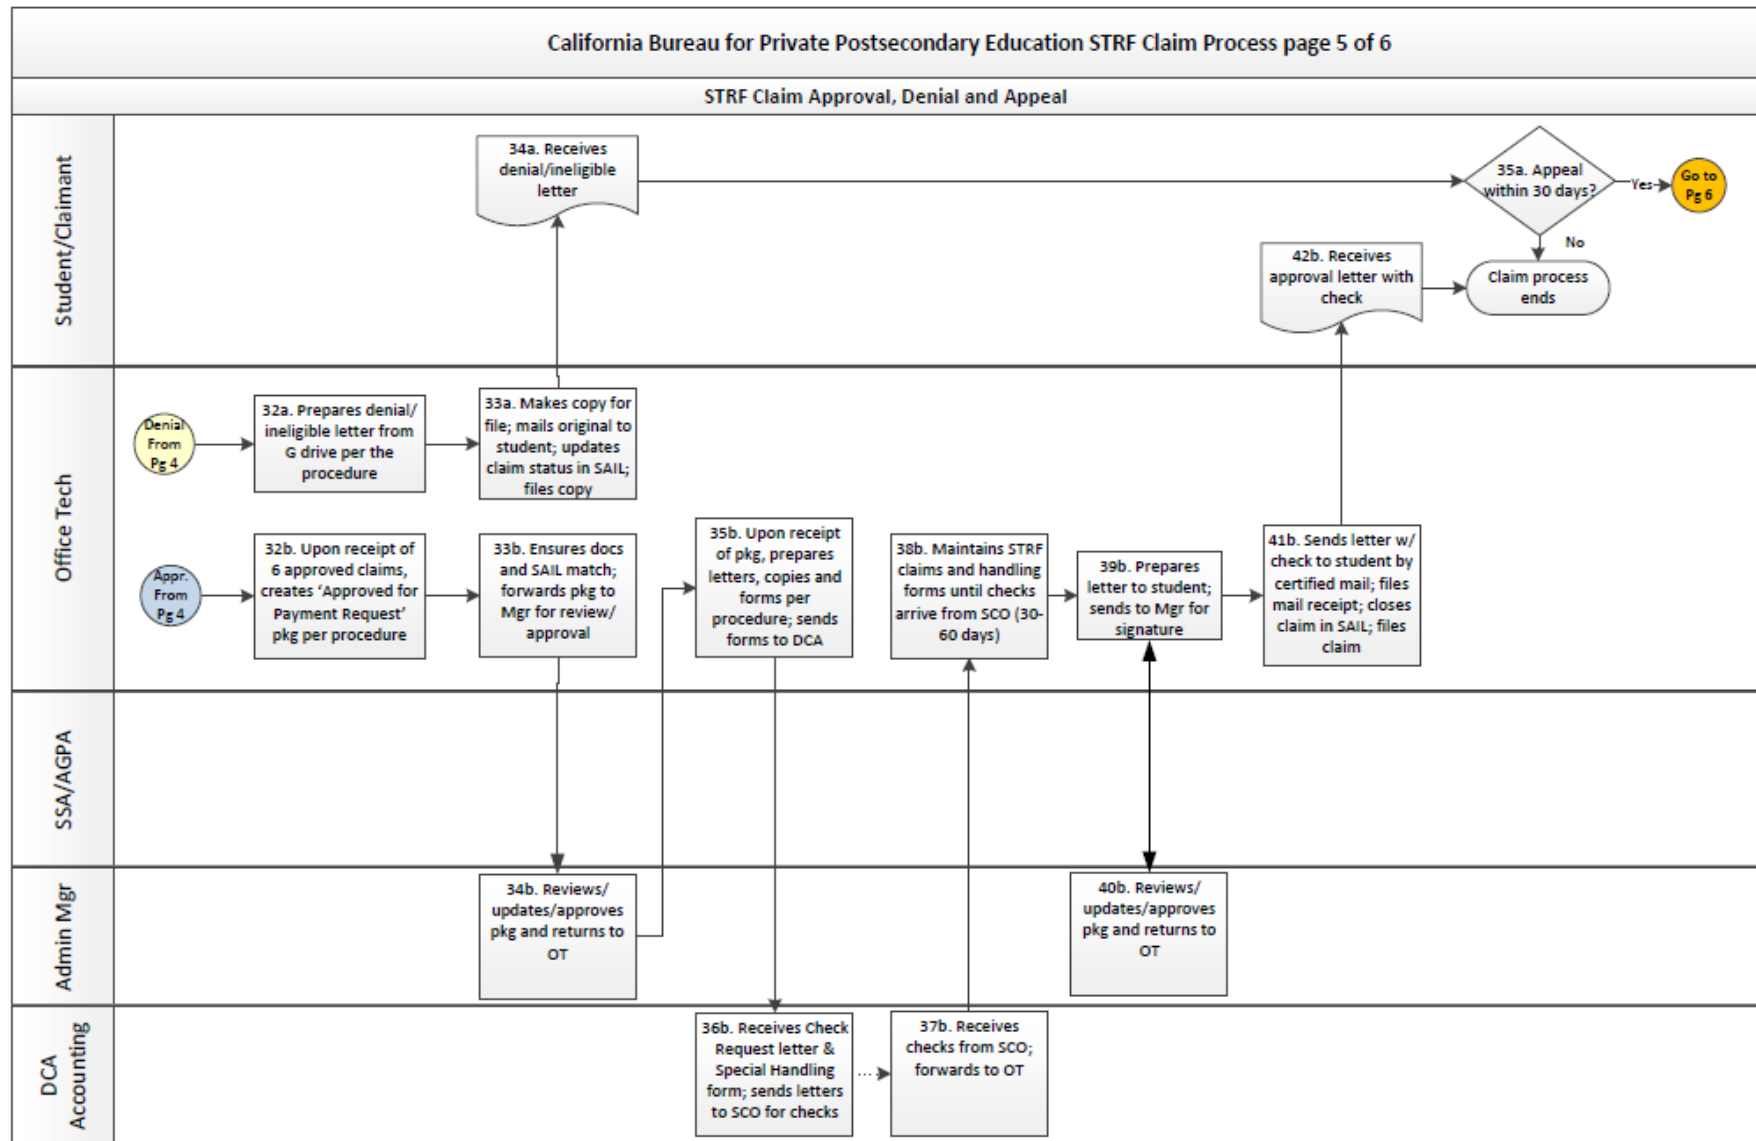 California Bureau for Private Postsecondary Education STRF Claim Process page 5 of 6
STRF Claim Approval, Denial and Appeal
Student/Claimant
34a. Receives
denial/ineligible
letter
35a. Appeal
within 30 days?
Yes
Go to
Pg 6
No
42b. Receives
approval letter with
check
Claim process
ends
Office Tech
Denial
From
Pg 4
32a. Prepares denial/
ineligible letter from
G drive per the
procedure
33a. Makes copy for
file; mails original to
student; updates
claim status in SAIL;
files copy
Appr.
From
Pg 4
32b. Upon receipt of
6 approved claims,
creates ‘Approved for
Payment Request’
pkg per procedure
33b. Ensures docs
and SAIL match;
forwards pkg to
Mgr for review/
approval
35b. Upon receipt
of pkg, prepares
letters, copies and
forms per
procedure; sends
forms to DCA
38b. Maintains STRF
claims and handling
forms until checks
arrive from SCO (30-
60 days)
39b. Prepares
letter to student;
sends to Mgr for
signature
41b. Sends letter w/
check to student by
certified mail; files
mail receipt; closes
claim in SAIL; files
claim
SSA/AGPA
Admin Mgr
34b. Reviews/
updates/approves
pkg and returns to
OT
40b. Reviews/
updates/approves
pkg and returns to
OT
DCA
Accounting
36b. Receives Check
Request letter &
Special Handling
form; sends letters
to SCO for checks
37b. Receives
checks from SCO;
forwards to OT